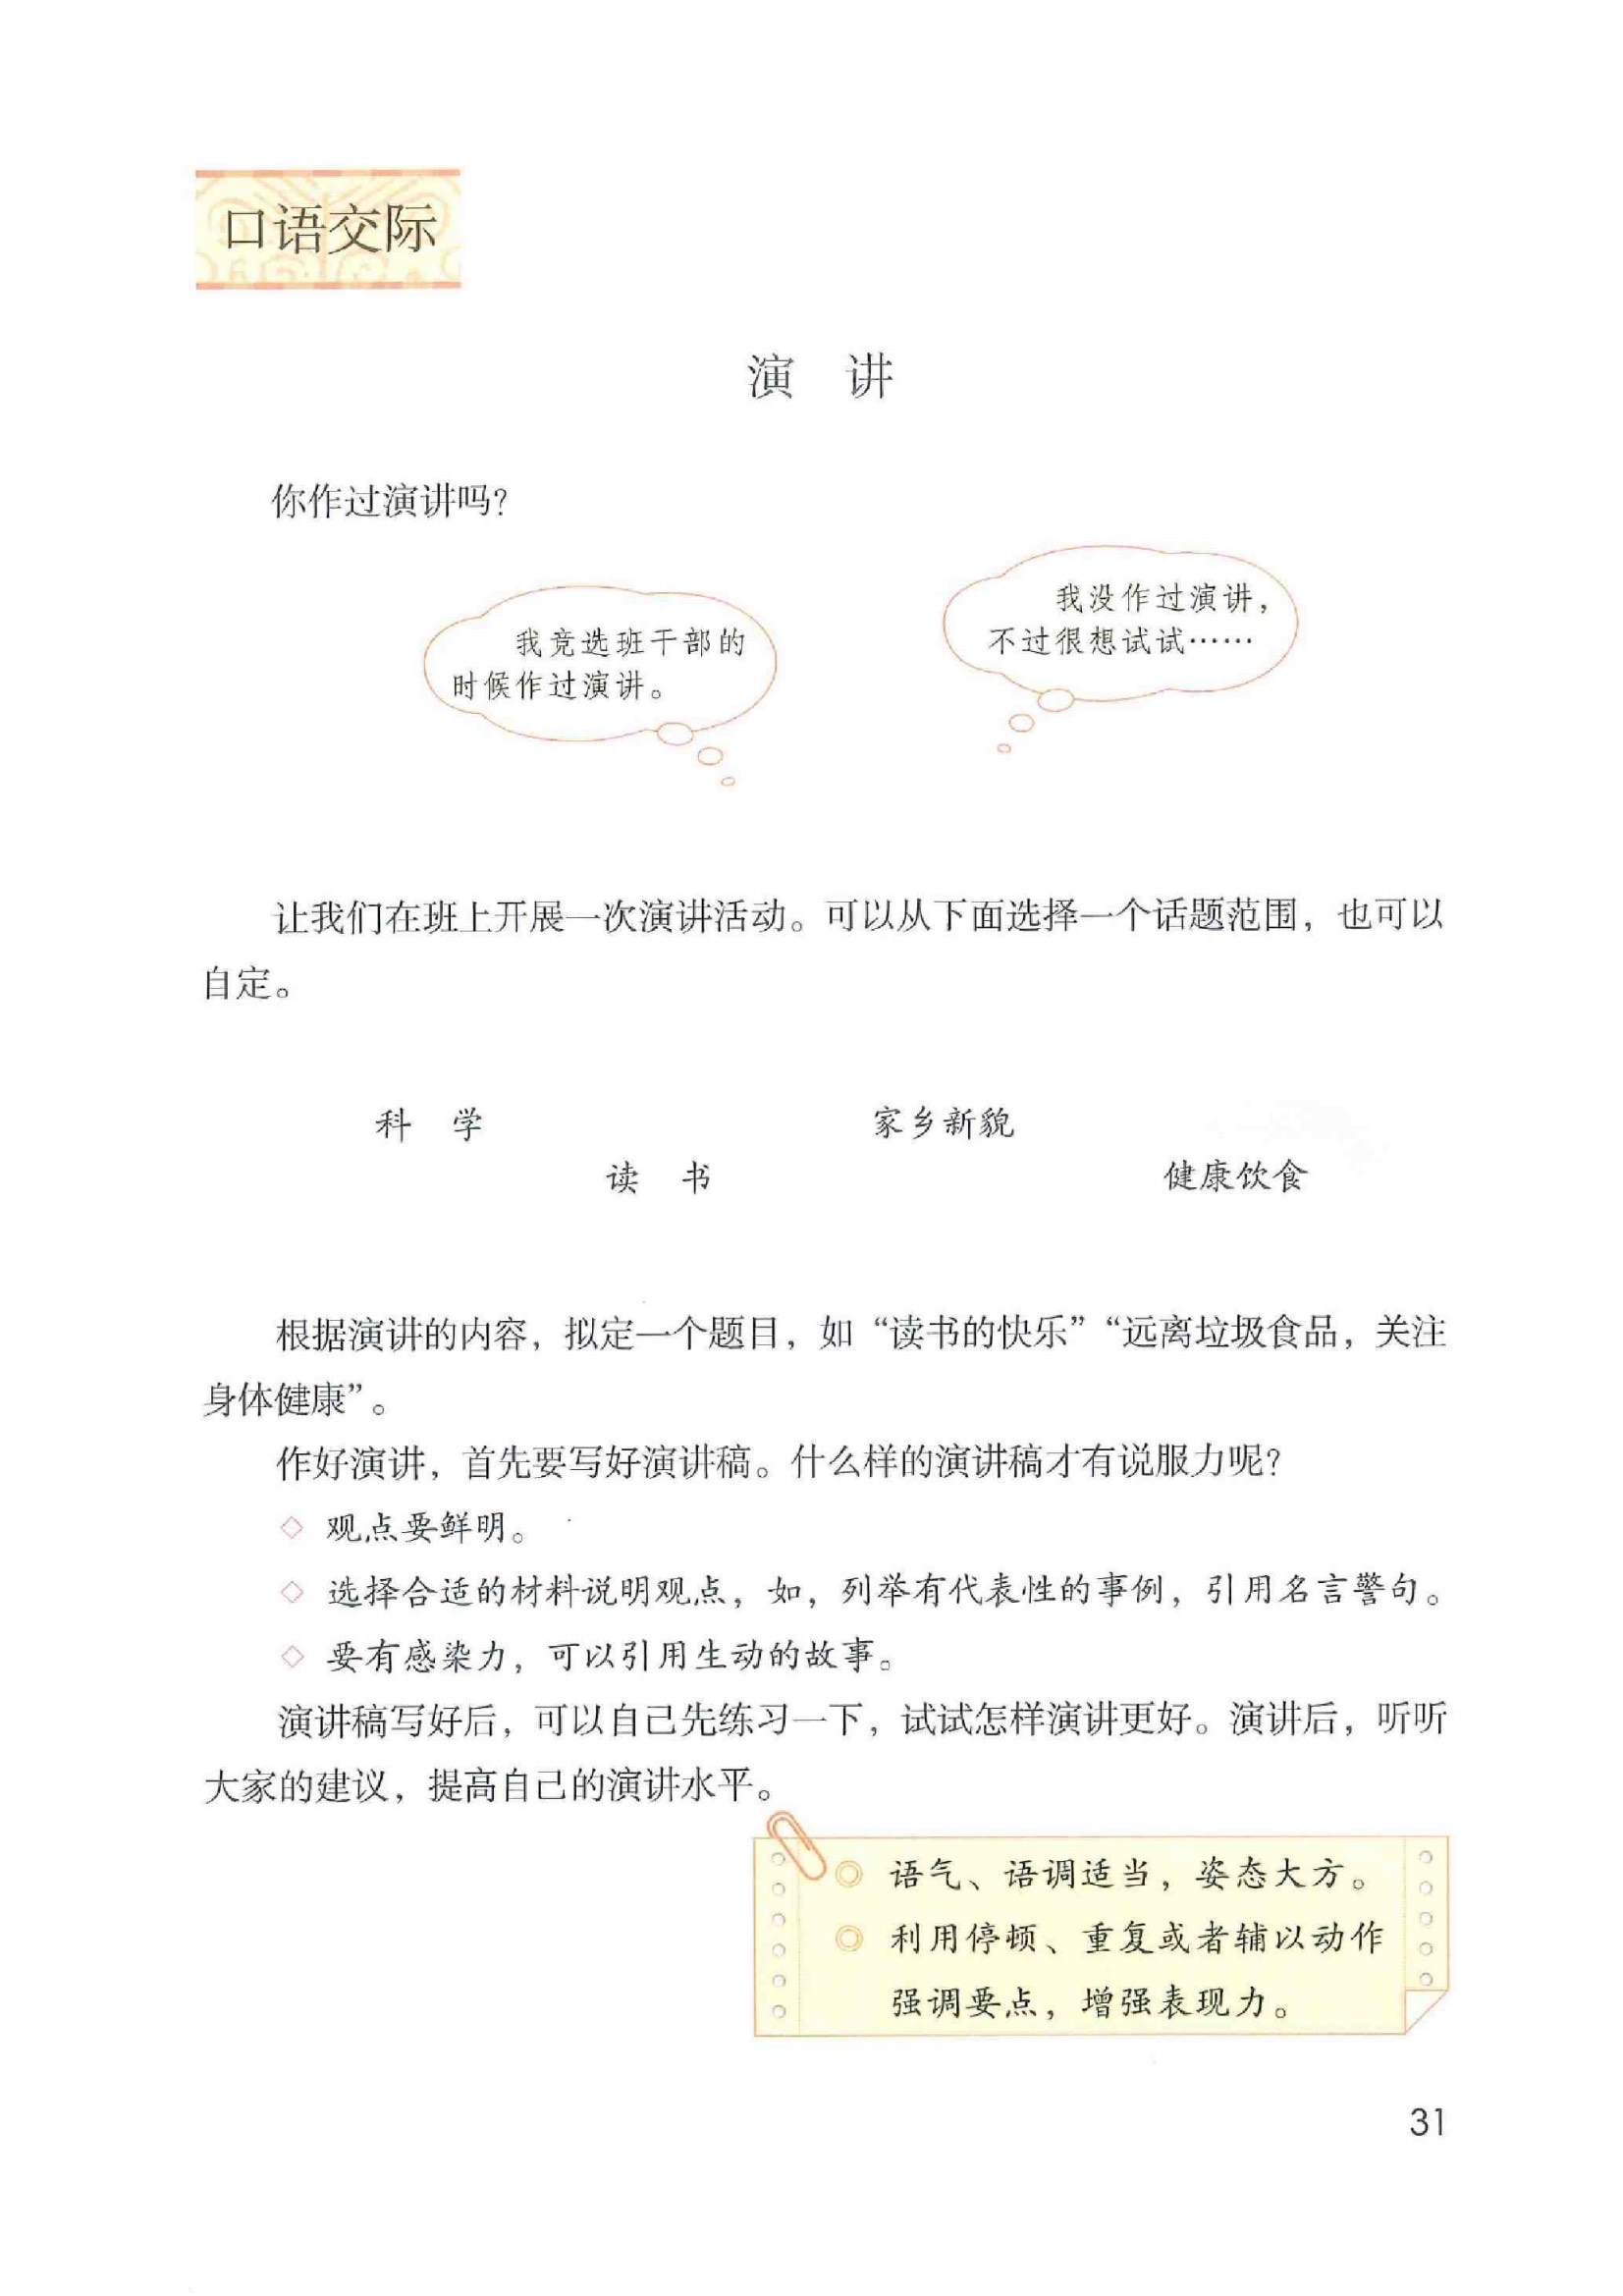 口语交际
演 讲
你作过演讲吗？
我竞选班干部的
时候作过演讲。
我没作过演讲，
不过很想试试……
让我们在班上开展一次演讲活动。可以从下面选择一个话题范围，也可以
自定。
科 学
家乡新貌
读 书
健康饮食
根据演讲的内容，拟定一个题目，如“读书的快乐”“远离垃圾食品，关注
身体健康”。
作好演讲，首先要写好演讲稿。什么样的演讲稿才有说服力呢？
◇ 观点要鲜明。
◇ 选择合适的材料说明观点，如，列举有代表性的事例，引用名言警句。
◇ 要有感染力，可以引用生动的故事。
演讲稿写好后，可以自己先练习一下，试试怎样演讲更好。演讲后，听听
大家的建议，提高自己的演讲水平。
◎ 语气、语调适当，姿态大方。
◎ 利用停顿、重复或者辅以动作
强调要点，增强表现力。
31